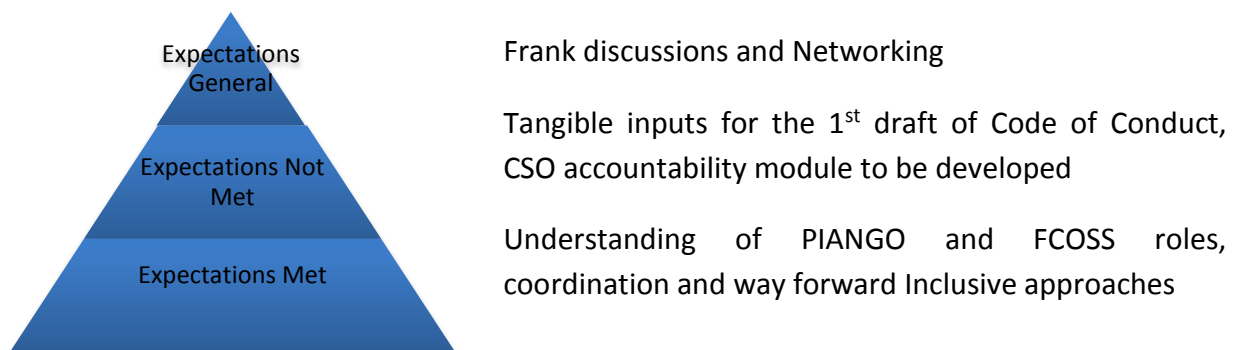 Expectations
General
Frank discussions and Networking
Expectations Not
Met
Tangible inputs for the 1st draft of Code of Conduct,
CSO accountability module to be developed
Expectations Met
Understanding of PIANGO and FCOSS roles,
coordination and way forward Inclusive approaches